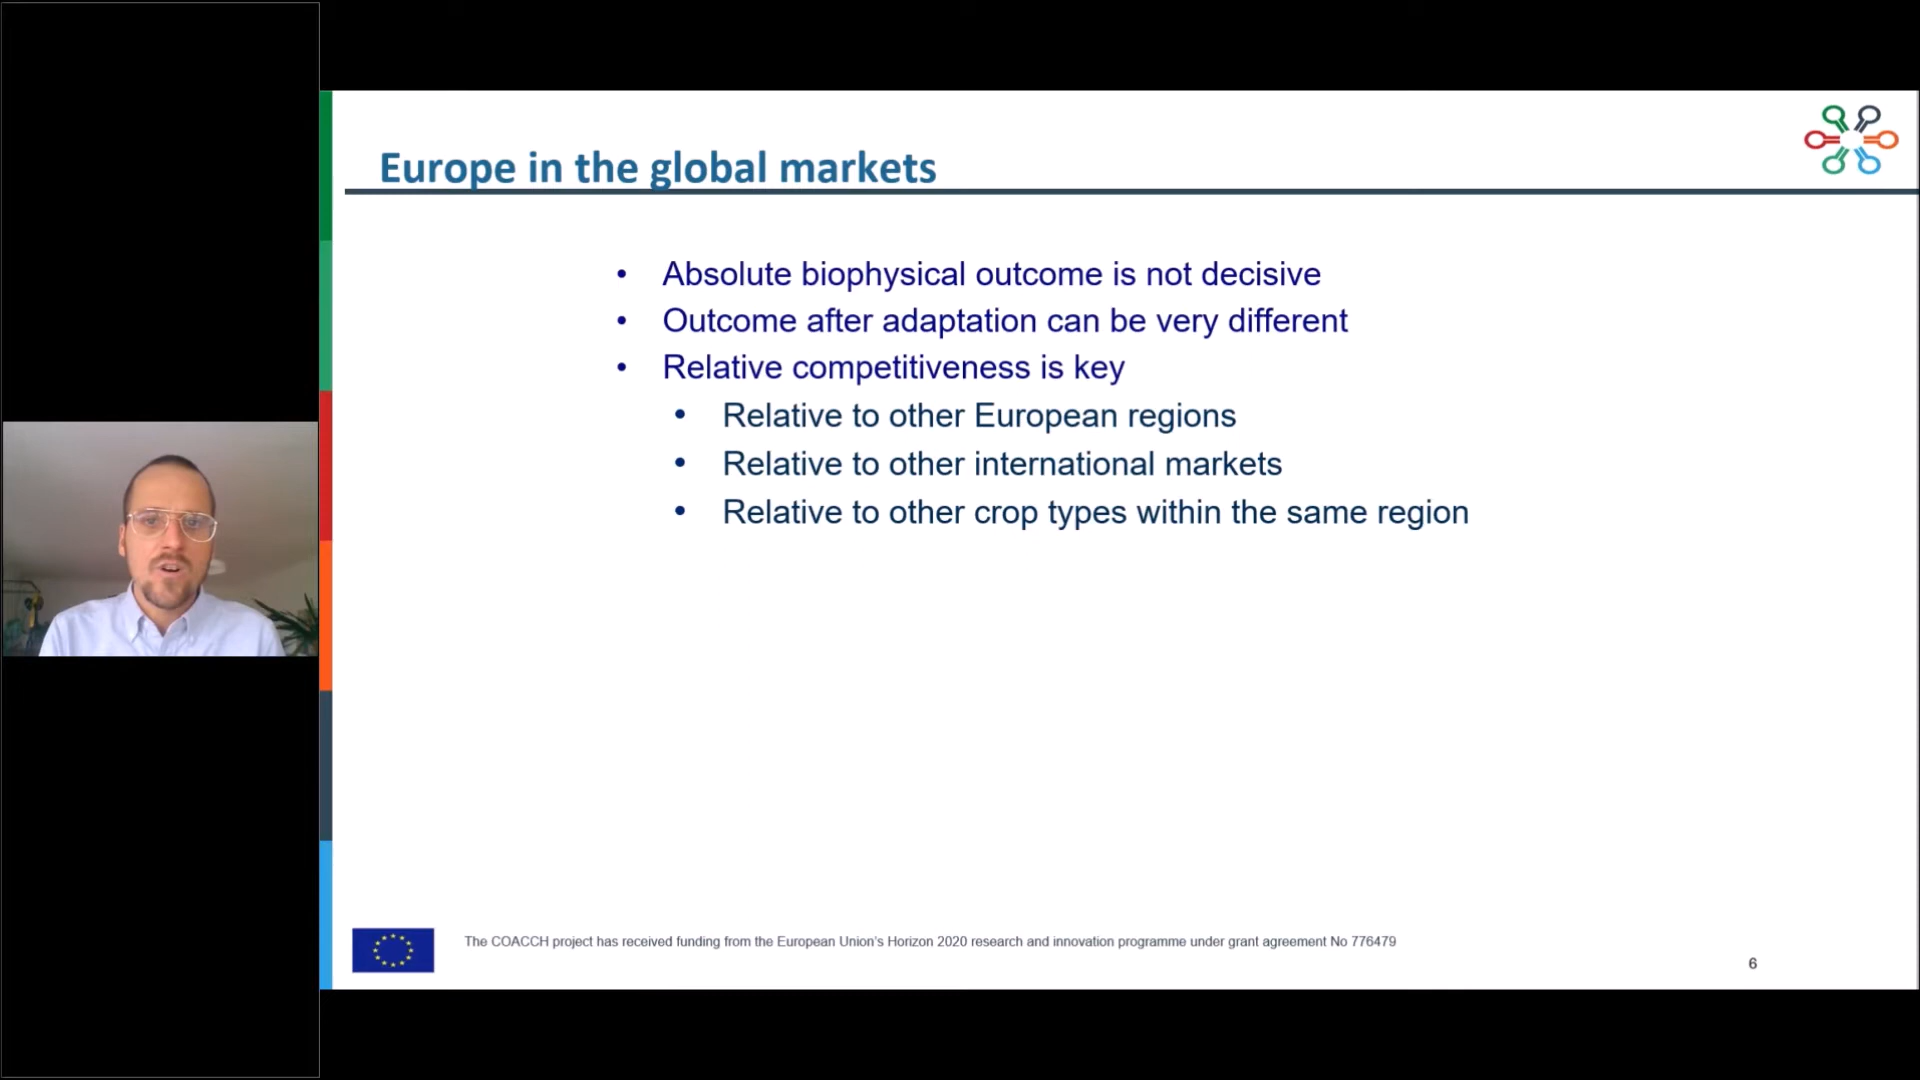 Europe in the global markets
• Absolute biophysical outcome is not decisive
• Outcome after adaptation can be very different
• Relative competitiveness is key
• Relative to other European regions
• Relative to other international markets
• Relative to other crop types within the same region
The COACCH project has received funding from the European Union's Horizon 2020 research and innovation programme under grant agreement No 776479
6